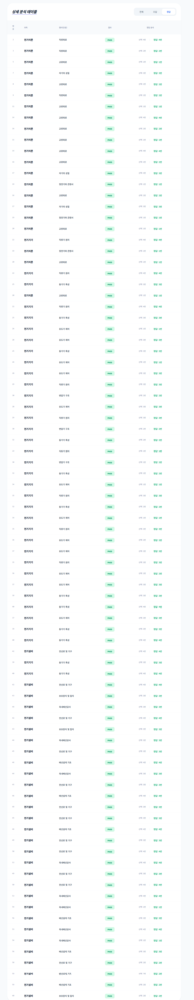 상세 분석 테이블
전체 오답 정답
번호 과목 챕터(단원) 결과 정답 분석
2 전기이론 직류회로 PASS 선택: 4번 정답: 4번
3 전기이론 직류회로 PASS 선택: 2번 정답: 2번
5 전기이론 교류회로 PASS 선택: 1번 정답: 1번
7 전기이론 자기의 성질 PASS 선택: 3번 정답: 3번
8 전기이론 교류회로 PASS 선택: 2번 정답: 2번
9 전기이론 직류회로 PASS 선택: 2번 정답: 2번
11 전기이론 교류회로 PASS 선택: 1번 정답: 1번
14 전기이론 교류회로 PASS 선택: 4번 정답: 4번
16 전기이론 교류회로 PASS 선택: 2번 정답: 2번
11 전기이론 교류회로 PASS 선택: 1번 정답: 1번
14 전기이론 교류회로 PASS 선택: 4번 정답: 4번
16 전기이론 교류회로 PASS 선택: 2번 정답: 2번
17 전기이론 자기의 성질 PASS 선택: 3번 정답: 3번
19 전기이론 정전기와 콘덴서 PASS 선택: 1번 정답: 1번
16 전기이론 교류회로 PASS 선택: 2번 정답: 2번
17 전기이론 자기의 성질 PASS 선택: 3번 정답: 3번
19 전기이론 정전기와 콘덴서 PASS 선택: 1번 정답: 1번
20 전기이론 교류회로 PASS 선택: 1번 정답: 1번
22 전기기기 직류기 원리 PASS 선택: 4번 정답: 4번
19 전기이론 정전기와 콘덴서 PASS 선택: 1번 정답: 1번
20 전기이론 교류회로 PASS 선택: 1번 정답: 1번
22 전기기기 직류기 원리 PASS 선택: 4번 정답: 4번
25 전기기기 동기기 특성 PASS 선택: 3번 정답: 3번
20 전기이론 교류회로 PASS 선택: 1번 정답: 1번
22 전기기기 직류기 원리 PASS 선택: 4번 정답: 4번
25 전기기기 동기기 특성 PASS 선택: 3번 정답: 3번
26 전기기기 유도기 제어 PASS 선택: 1번 정답: 1번
28 전기기기 유도기 제어 PASS 선택: 3번 정답: 3번
25 전기기기 동기기 특성 PASS 선택: 3번 정답: 3번
26 전기기기 유도기 제어 PASS 선택: 1번 정답: 1번
28 전기기기 유도기 제어 PASS 선택: 3번 정답: 3번
29 전기기기 직류기 원리 PASS 선택: 3번 정답: 3번
30 전기기기 변압기 구조 PASS 선택: 2번 정답: 2번
28 전기기기 유도기 제어 PASS 선택: 3번 정답: 3번
29 전기기기 직류기 원리 PASS 선택: 3번 정답: 3번
30 전기기기 변압기 구조 PASS 선택: 2번 정답: 2번
32 전기기기 동기기 특성 PASS 선택: 2번 정답: 2번
전기기기 직류기 원리 PASS 선택: 3번 정답: 3번
30 전기기기 변압기 구조 PASS 선택: 2번 정답: 2번
32 전기기기 동기기 특성 PASS 선택: 2번 정답: 2번
34 전기기기 유도기 제어 PASS 선택: 1번 정답: 1번
35 전기기기 직류기 원리 PASS 선택: 3번 정답: 3번
32 전기기기 동기기 특성 PASS 선택: 2번 정답: 2번
34 전기기기 유도기 제어 PASS 선택: 1번 정답: 1번
35 전기기기 직류기 원리 PASS 선택: 3번 정답: 3번
36 전기기기 유도기 제어 PASS 선택: 2번 정답: 2번
37 전기기기 유도기 제어 PASS 선택: 3번 정답: 3번
35 전기기기 직류기 원리 PASS 선택: 3번 정답: 3번
36 전기기기 유도기 제어 PASS 선택: 2번 정답: 2번
37 전기기기 유도기 제어 PASS 선택: 3번 정답: 3번
39 전기기기 동기기 특성 PASS 선택: 3번 정답: 3번
40 전기기기 동기기 특성 PASS 선택: 4번 정답: 4번
37 전기기기 유도기 제어 PASS 선택: 3번 정답: 3번
39 전기기기 동기기 특성 PASS 선택: 3번 정답: 3번
40 전기기기 동기기 특성 PASS 선택: 4번 정답: 4번
42 전기설비 전선로 및 기구 PASS 선택: 4번 정답: 4번
39 전기기기 동기기 특성 PASS 선택: 3번 정답: 3번
40 전기기기 동기기 특성 PASS 선택: 4번 정답: 4번
42 전기설비 전선로 및 기구 PASS 선택: 4번 정답: 4번
43 전기설비 보호장치 및 접지 PASS 선택: 3번 정답: 3번
44 전기설비 옥내배선공사 PASS 선택: 3번 정답: 3번
42 전기설비 전선로 및 기구 PASS 선택: 4번 정답: 4번
43 전기설비 보호장치 및 접지 PASS 선택: 3번 정답: 3번
44 전기설비 옥내배선공사 PASS 선택: 3번 정답: 3번
45 전기설비 전선로 및 기구 PASS 선택: 3번 정답: 3번
46 전기설비 배선설계 기초 PASS 선택: 4번 정답: 4번
44 전기설비 옥내배선공사 PASS 선택: 3번 정답: 3번
45 전기설비 전선로 및 기구 PASS 선택: 3번 정답: 3번
46 전기설비 배선설계 기초 PASS 선택: 4번 정답: 4번
전기설비 전선로 및 기구 PASS 선택: 3번 정답: 3번
45 전기설비 전선로 및 기구 PASS 선택: 3번 정답: 3번
46 전기설비 배선설계 기초 PASS 선택: 4번 정답: 4번
전기설비 전선로 및 기구 PASS 선택: 3번 정답: 3번
50 전기설비 전선로 및 기구 PASS 선택: 4번 정답: 4번
53 전기설비 옥내배선공사 PASS 선택: 4번 정답: 4번
전기설비 전선로 및 기구 PASS 선택: 3번 정답: 3번
50 전기설비 전선로 및 기구 PASS 선택: 4번 정답: 4번
53 전기설비 옥내배선공사 PASS 선택: 4번 정답: 4번
54 전기설비 옥내배선공사 PASS 선택: 1번 정답: 1번
56 전기설비 배선설계 기초 PASS 선택: 3번 정답: 3번
53 전기설비 옥내배선공사 PASS 선택: 4번 정답: 4번
54 전기설비 옥내배선공사 PASS 선택: 1번 정답: 1번
56 전기설비 배선설계 기초 PASS 선택: 3번 정답: 3번
58 전기설비 전선로 및 기구 PASS 선택: 2번 정답: 2번
59 전기설비 PASS 정답: 2번
59 전기설비 배선설계 기초 PASS 선택: 2번 정답: 2번
60 전기설비 보호장치 및 접지 PASS 선택: 2번 정답: 2번